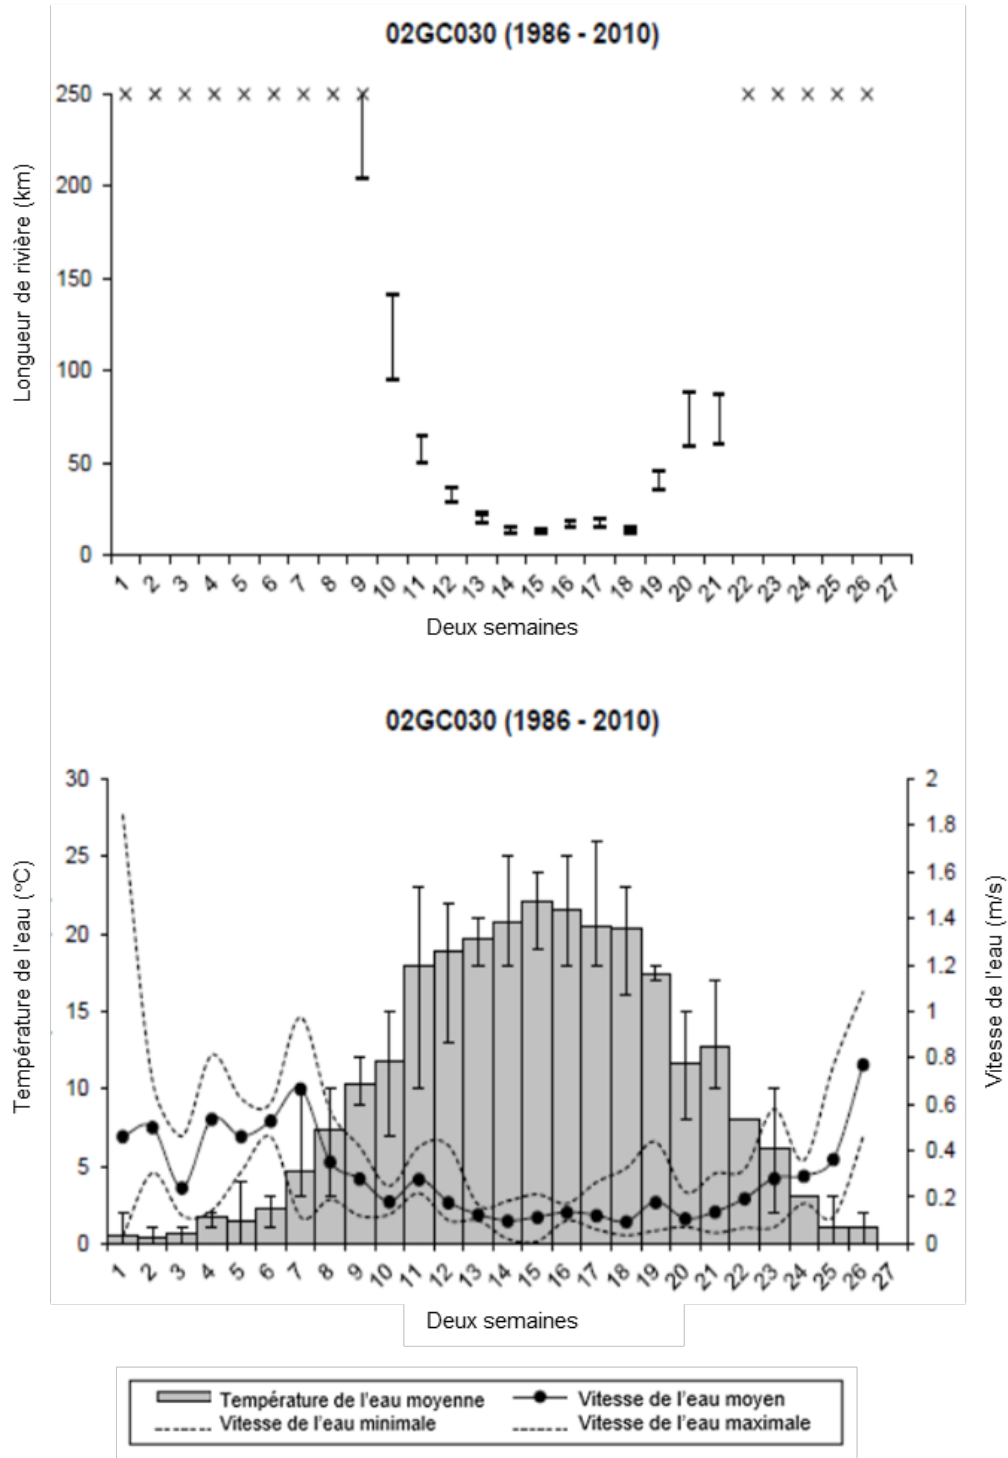 02GC030 (1986 - 2010)
250
200
150
100
50
0
Longueur de rivière (km)
1 2 3 4 5 6 7 8 9 10 11 12 13 14 15 16 17 18 19 20 21 22 23 24 25 26 27
Deux semaines
02GC030 (1986 - 2010)
30
25
20
15
10
5
0
Température de l'eau (°C)
2
1.8
1.6
1.4
1.2
1
0.8
0.6
0.4
0.2
0
Vitesse de l'eau (m/s)
1 2 3 4 5 6 7 8 9 10 11 12 13 14 15 16 17 18 19 20 21 22 23 24 25 26 27
Deux semaines
Température de l'eau moyenne
Vitesse de l'eau moyen
Vitesse de l'eau minimale
Vitesse de l'eau maximale